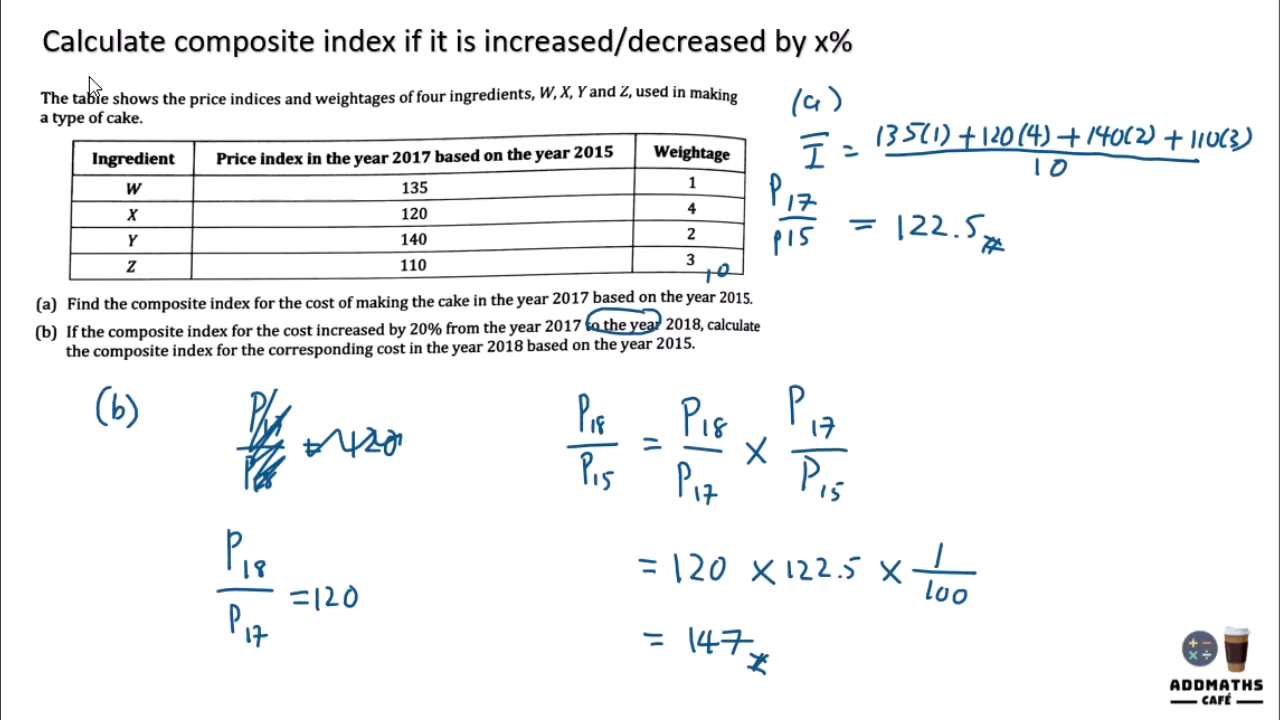 Calculate composite index if it is increased/decreased by x%
The table shows the price indices and weightages of four ingredients, W, X, Y and Z, used in making
a type of cake.
Ingredient Price index in the year 2017 based on the year 2015 Weightage
W 135 1
X 120 4
Y 140 2
Z 110 3
10
(a) Find the composite index for the cost of making the cake in the year 2017 based on the year 2015.
(b) If the composite index for the cost increased by 20% from the year 2017 to the year 2018, calculate
the composite index for the corresponding cost in the year 2018 based on the year 2015.
(a)
I = 135(1) + 120(4) + 140(2) + 110(3)
10
P17
P15 = 122.5
(b)
P18 = P18 × P17
P15 P17 P15
P18
P17 = 120
= 120 × 122.5 × 1
100
= 147
ADDMATHS
CAFÉ